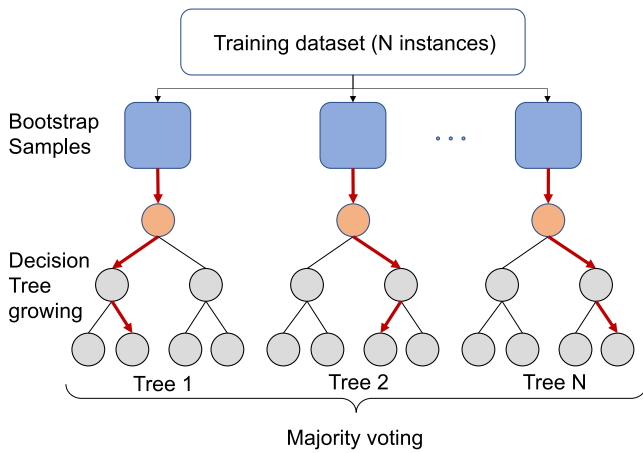 Training dataset (N instances)
Bootstrap
Samples
Decision
Tree
growing
Tree 1
Tree 2
Tree N
Majority voting